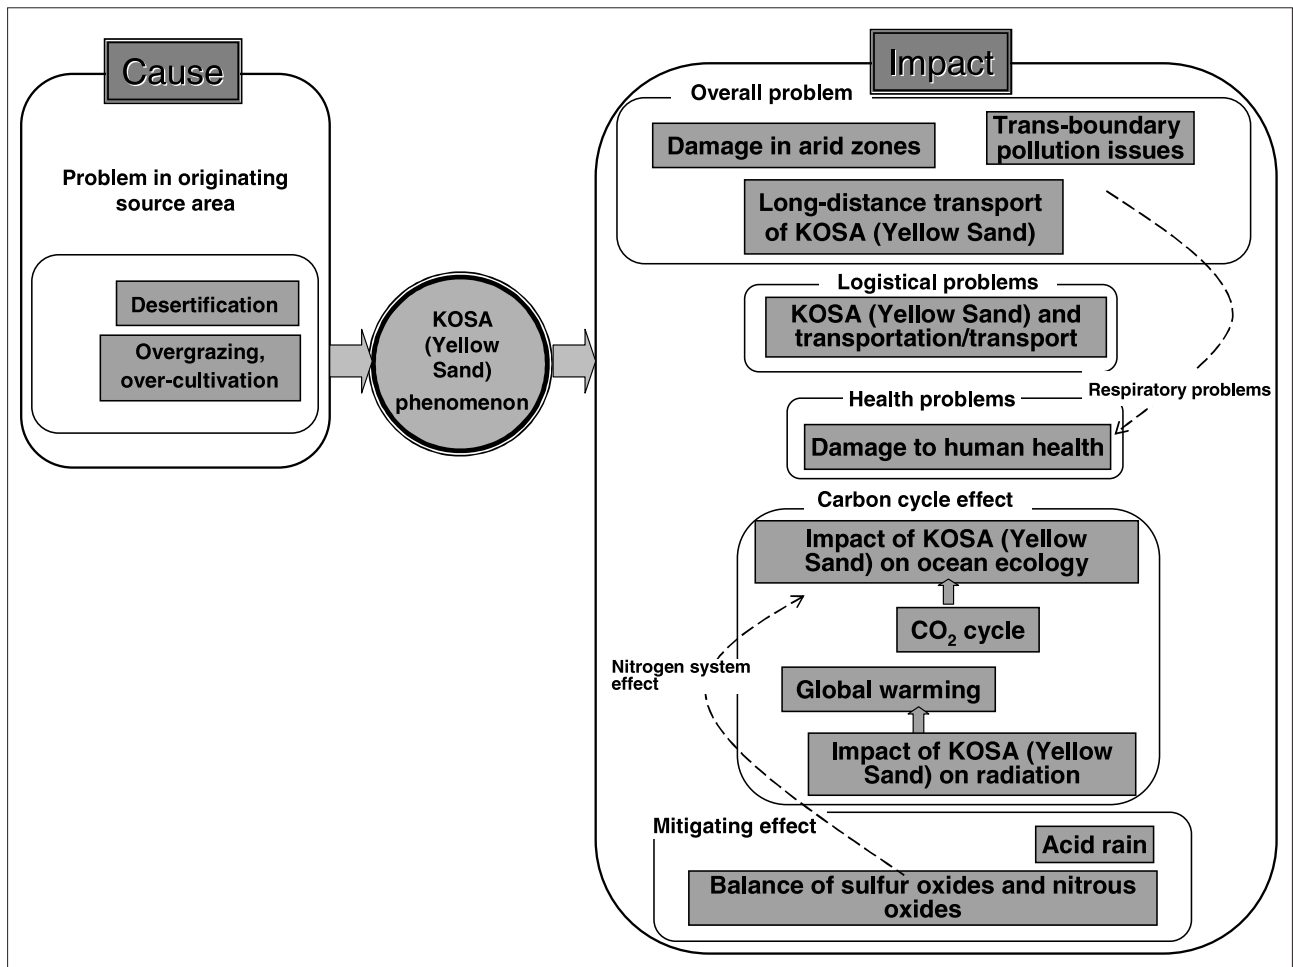 Cause
Problem in originating
source area
Desertification
Overgrazing,
over-cultivation
KOSA
(Yellow
Sand)
phenomenon
Impact
Overall problem
Damage in arid zones
Trans-boundary
pollution issues
Long-distance transport
of KOSA (Yellow Sand)
Logistical problems
KOSA (Yellow Sand) and
transportation/transport
Respiratory problems
Health problems
Damage to human health
Carbon cycle effect
Impact of KOSA (Yellow
Sand) on ocean ecology
CO₂ cycle
Nitrogen system
effect
Global warming
Impact of KOSA (Yellow
Sand) on radiation
Mitigating effect
Acid rain
Balance of sulfur oxides and nitrous
oxides